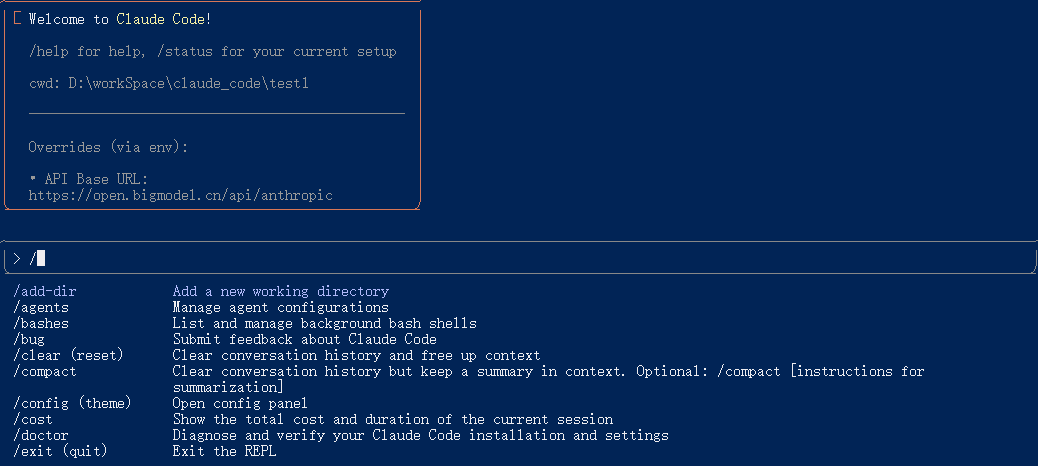 Welcome to Claude Code!
/help for help, /status for your current setup
cwd: D:\workSpace\claude_code\test1
Overrides (via env):
• API Base URL:
https://open.bigmodel.cn/api/anthropic
> /
/add-dir Add a new working directory
/agents Manage agent configurations
/bashes List and manage background bash shells
/bug Submit feedback about Claude Code
/clear (reset) Clear conversation history and free up context
/compact Clear conversation history but keep a summary in context. Optional: /compact [instructions for
summarization]
/config (theme) Open config panel
/cost Show the total cost and duration of the current session
/doctor Diagnose and verify your Claude Code installation and settings
/exit (quit) Exit the REPL